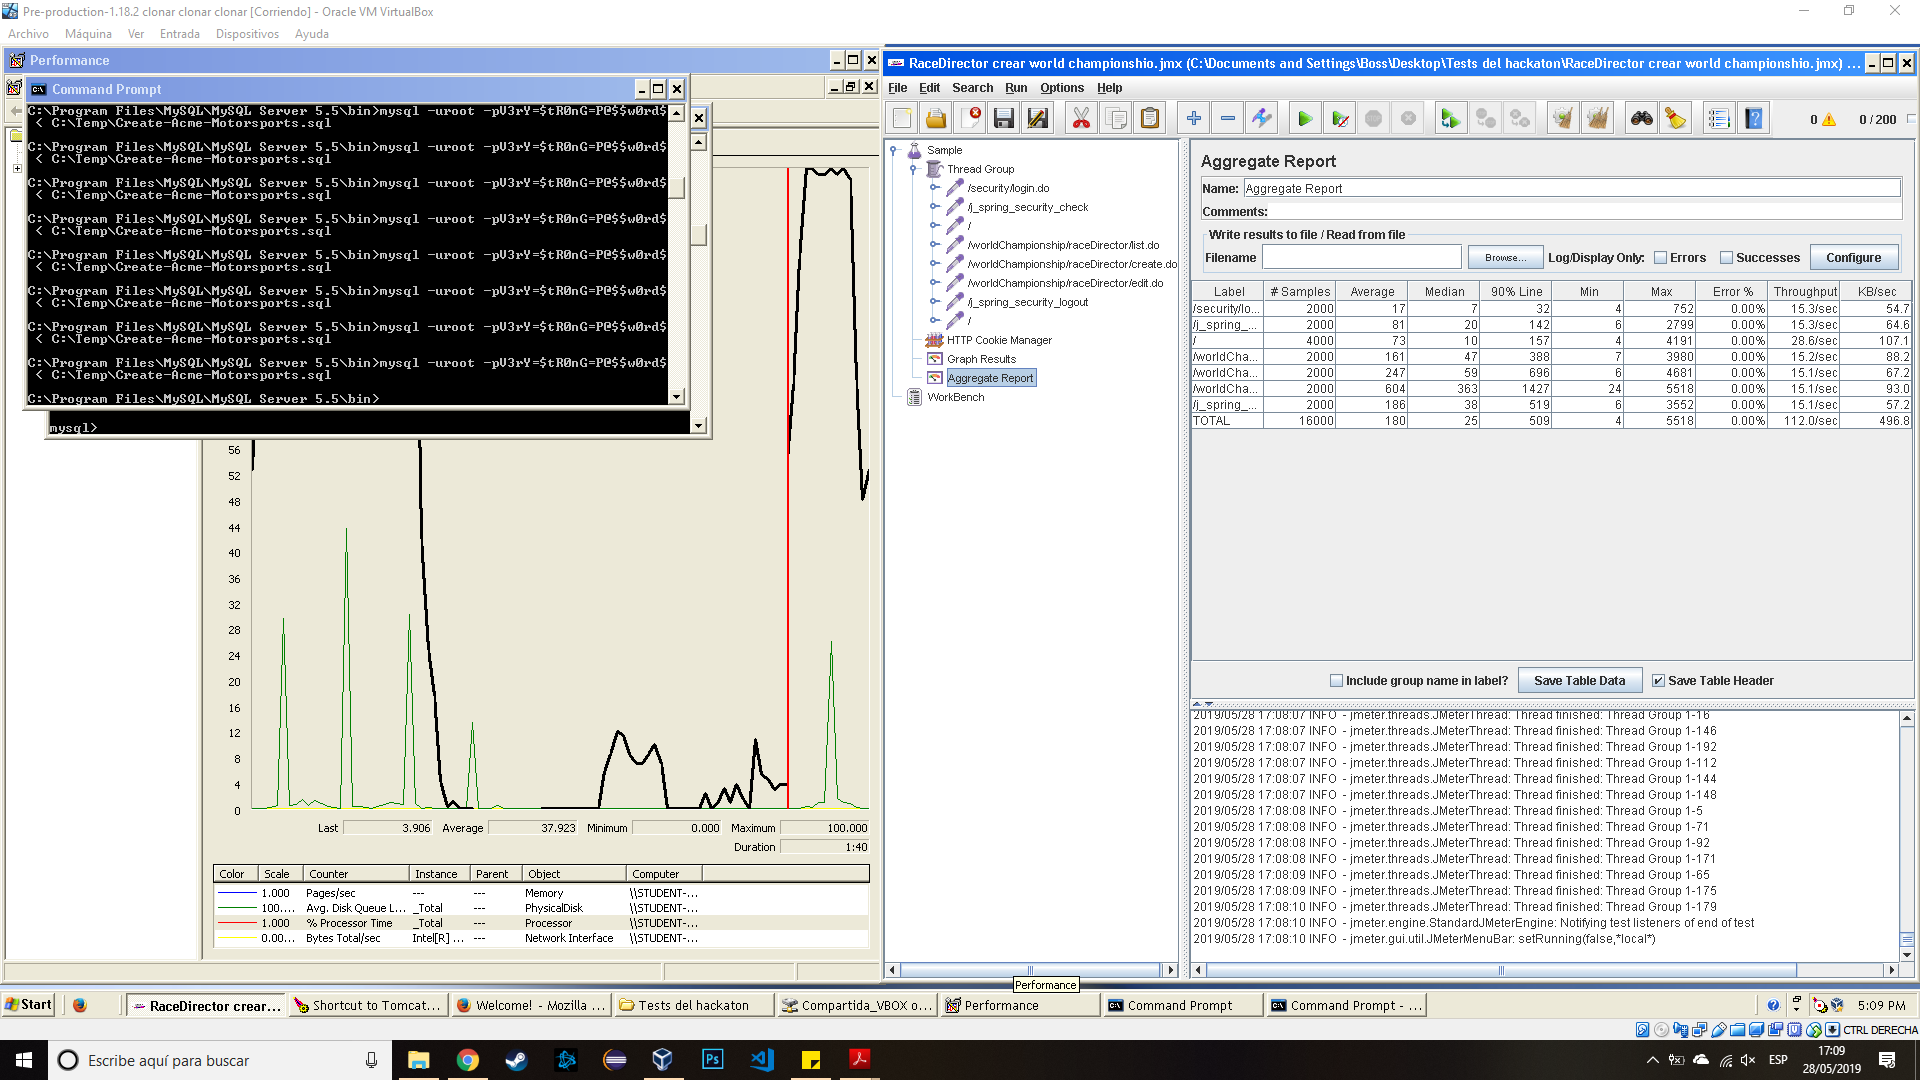 Pre-production-1.18.2 clonar clonar clonar [Corriendo] - Oracle VM VirtualBox
Archivo Máquina Ver Entrada Dispositivos Ayuda
Performance
Command Prompt
C:\Program Files\MySQL\MySQL Server 5.5\bin>mysql -uroot -pV3rY=$tR0nG=P@$$w0rd$
 < C:\Temp\Create-Acme-Motorsports.sql
C:\Program Files\MySQL\MySQL Server 5.5\bin>mysql -uroot -pV3rY=$tR0nG=P@$$w0rd$
 < C:\Temp\Create-Acme-Motorsports.sql
C:\Program Files\MySQL\MySQL Server 5.5\bin>mysql -uroot -pV3rY=$tR0nG=P@$$w0rd$
 < C:\Temp\Create-Acme-Motorsports.sql
C:\Program Files\MySQL\MySQL Server 5.5\bin>mysql -uroot -pV3rY=$tR0nG=P@$$w0rd$
 < C:\Temp\Create-Acme-Motorsports.sql
C:\Program Files\MySQL\MySQL Server 5.5\bin>mysql -uroot -pV3rY=$tR0nG=P@$$w0rd$
 < C:\Temp\Create-Acme-Motorsports.sql
C:\Program Files\MySQL\MySQL Server 5.5\bin>mysql -uroot -pV3rY=$tR0nG=P@$$w0rd$
 < C:\Temp\Create-Acme-Motorsports.sql
C:\Program Files\MySQL\MySQL Server 5.5\bin>mysql -uroot -pV3rY=$tR0nG=P@$$w0rd$
 < C:\Temp\Create-Acme-Motorsports.sql
C:\Program Files\MySQL\MySQL Server 5.5\bin>mysql -uroot -pV3rY=$tR0nG=P@$$w0rd$
 < C:\Temp\Create-Acme-Motorsports.sql
C:\Program Files\MySQL\MySQL Server 5.5\bin>
mysql>
56
52
48
44
40
36
32
28
24
20
16
12
8
4
0
Last 3.906 Average 37.923 Minimum 0.000 Maximum 100.000
Duration 1:40
Color Scale Counter Instance Parent Object Computer
1.000 Pages/sec --- --- Memory \\STUDENT-...
100.... Avg. Disk Queue L... _Total --- PhysicalDisk \\STUDENT-...
1.000 % Processor Time _Total --- Processor \\STUDENT-...
0.00... Bytes Total/sec Intel[R] ... --- Network Interface \\STUDENT-...
RaceDirector crear world championshio.jmx (C:\Documents and Settings\Boss\Desktop\Tests del hackaton\RaceDirector crear world championshio.jmx) ...
File Edit Search Run Options Help
0 0 / 200
Sample
Thread Group
/security/login.do
/j_spring_security_check
/
/worldChampionship/raceDirector/list.do
/worldChampionship/raceDirector/create.do
/worldChampionship/raceDirector/edit.do
/j_spring_security_logout
/
HTTP Cookie Manager
Graph Results
Aggregate Report
WorkBench
Aggregate Report
Name: Aggregate Report
Comments:
Write results to file / Read from file
Filename Browse... Log/Display Only: Errors Successes Configure
Label # Samples Average Median 90% Line Min Max Error % Throughput KB/sec
/security/lo... 2000 17 7 32 4 752 0.00% 15.3/sec 54.7
/j_spring_... 2000 81 20 142 6 2799 0.00% 15.3/sec 64.6
/ 4000 73 10 157 4 4191 0.00% 28.6/sec 107.1
/worldCha... 2000 161 47 388 7 3980 0.00% 15.2/sec 88.2
/worldCha... 2000 247 59 696 6 4681 0.00% 15.1/sec 67.2
/worldCha... 2000 604 363 1427 24 5518 0.00% 15.1/sec 93.0
/j_spring_... 2000 186 38 519 6 3552 0.00% 15.1/sec 57.2
TOTAL 16000 180 25 509 4 5518 0.00% 112.0/sec 496.8
Include group name in label? Save Table Data Save Table Header
2019/05/28 17:08:07 INFO - jmeter.threads.JMeterThread: Thread finished: Thread Group 1-16
2019/05/28 17:08:07 INFO - jmeter.threads.JMeterThread: Thread finished: Thread Group 1-146
2019/05/28 17:08:07 INFO - jmeter.threads.JMeterThread: Thread finished: Thread Group 1-192
2019/05/28 17:08:07 INFO - jmeter.threads.JMeterThread: Thread finished: Thread Group 1-112
2019/05/28 17:08:07 INFO - jmeter.threads.JMeterThread: Thread finished: Thread Group 1-144
2019/05/28 17:08:07 INFO - jmeter.threads.JMeterThread: Thread finished: Thread Group 1-148
2019/05/28 17:08:08 INFO - jmeter.threads.JMeterThread: Thread finished: Thread Group 1-5
2019/05/28 17:08:08 INFO - jmeter.threads.JMeterThread: Thread finished: Thread Group 1-71
2019/05/28 17:08:08 INFO - jmeter.threads.JMeterThread: Thread finished: Thread Group 1-92
2019/05/28 17:08:08 INFO - jmeter.threads.JMeterThread: Thread finished: Thread Group 1-171
2019/05/28 17:08:09 INFO - jmeter.threads.JMeterThread: Thread finished: Thread Group 1-65
2019/05/28 17:08:09 INFO - jmeter.threads.JMeterThread: Thread finished: Thread Group 1-175
2019/05/28 17:08:10 INFO - jmeter.threads.JMeterThread: Thread finished: Thread Group 1-179
2019/05/28 17:08:10 INFO - jmeter.engine.StandardJMeterEngine: Notifying test listeners of end of test
2019/05/28 17:08:10 INFO - jmeter.gui.util.JMeterMenuBar: setRunning(false,*local*)
Performance
Start RaceDirector crear... Shortcut to Tomcat... Welcome! - Mozilla ... Tests del hackaton Compartida_VBOX o... Performance Command Prompt Command Prompt - ... 5:09 PM
CTRL DERECHA
Escribe aquí para buscar
Ps
ESP
17:09
28/05/2019